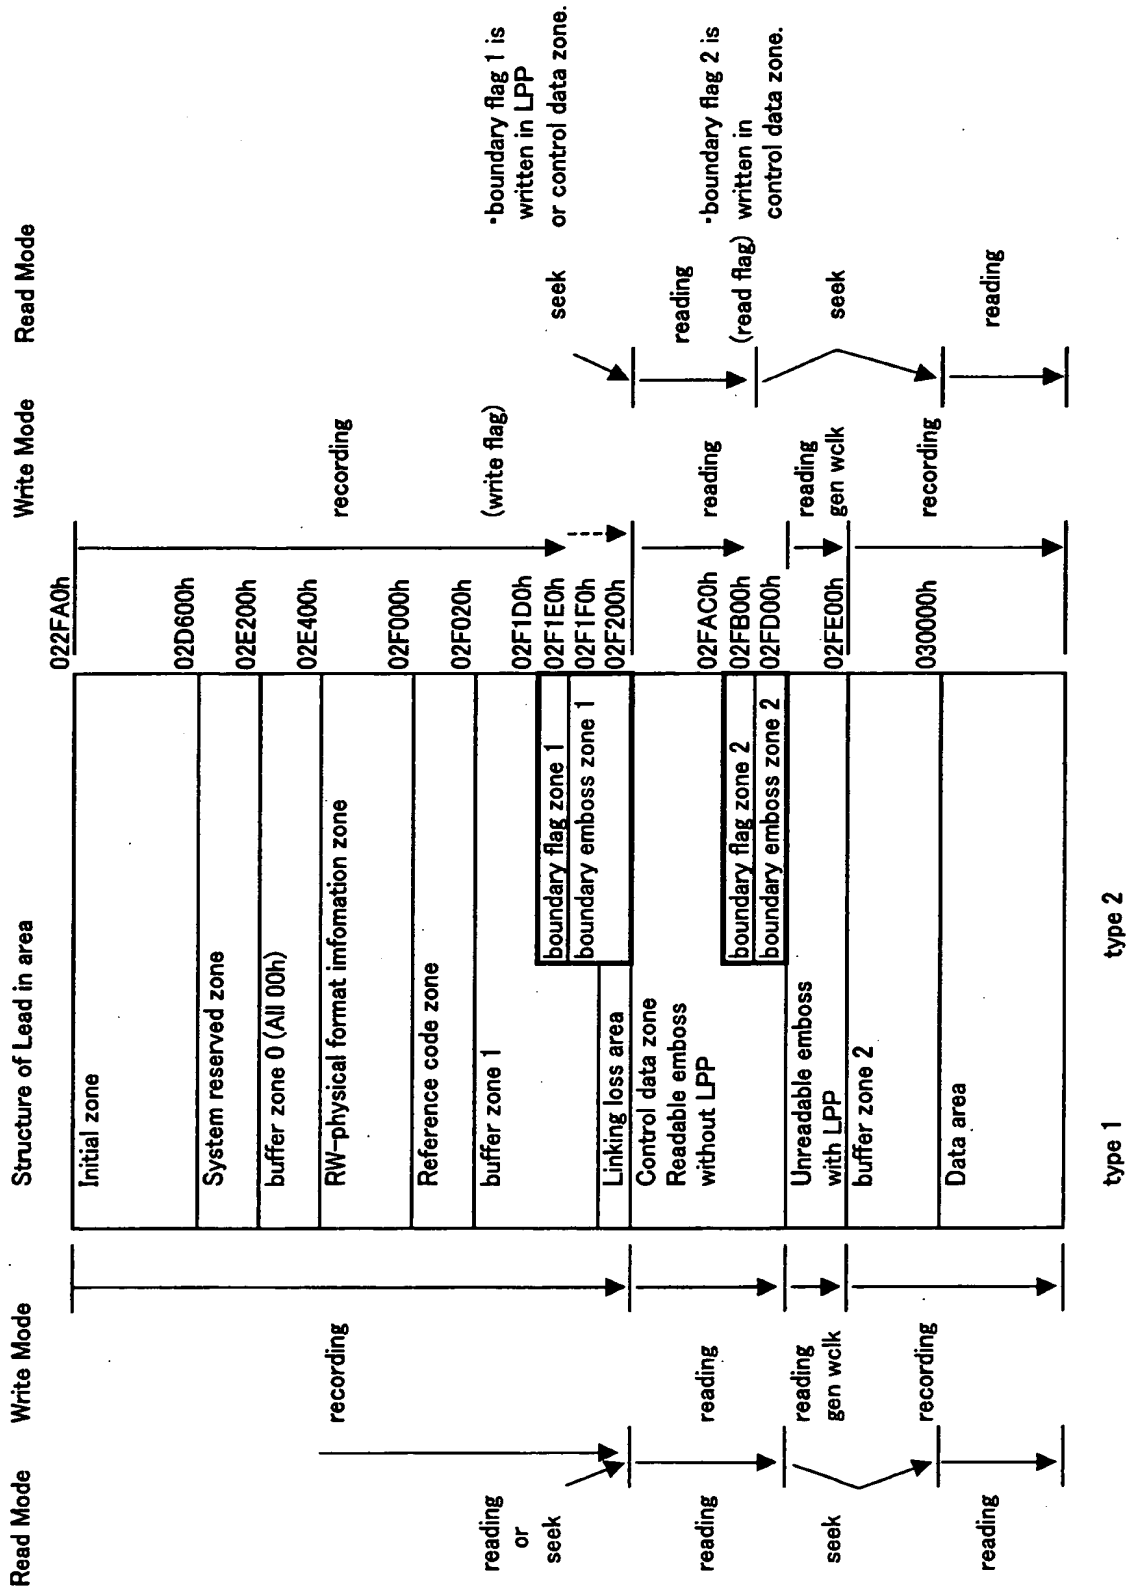 Structure of Lead in area
Read Mode
Write Mode
Write Mode
Read Mode
Initial zone
System reserved zone
buffer zone 0 (All 00h)
RW-physical format imfomation zone
Reference code zone
buffer zone 1
Linking loss area
Control data zone
Readable emboss
without LPP
Unreadable emboss
with LPP
buffer zone 2
Data area
boundary flag zone 1
boundary emboss zone 1
boundary flag zone 2
boundary emboss zone 2
022FA0h
02D600h
02E200h
02E400h
02F000h
02F020h
02F1D0h
02F1E0h
02F1F0h
02F200h
02FAC0h
02FB00h
02FD00h
02FE00h
030000h
type 1
type 2
reading
or
seek
reading
seek
reading
recording
reading
reading
gen wclk
recording
recording
(write flag)
reading
reading
gen wclk
recording
seek
reading
(read flag)
seek
reading
•boundary flag 1 is
written in LPP
or control data zone.
•boundary flag 2 is
written in
control data zone.